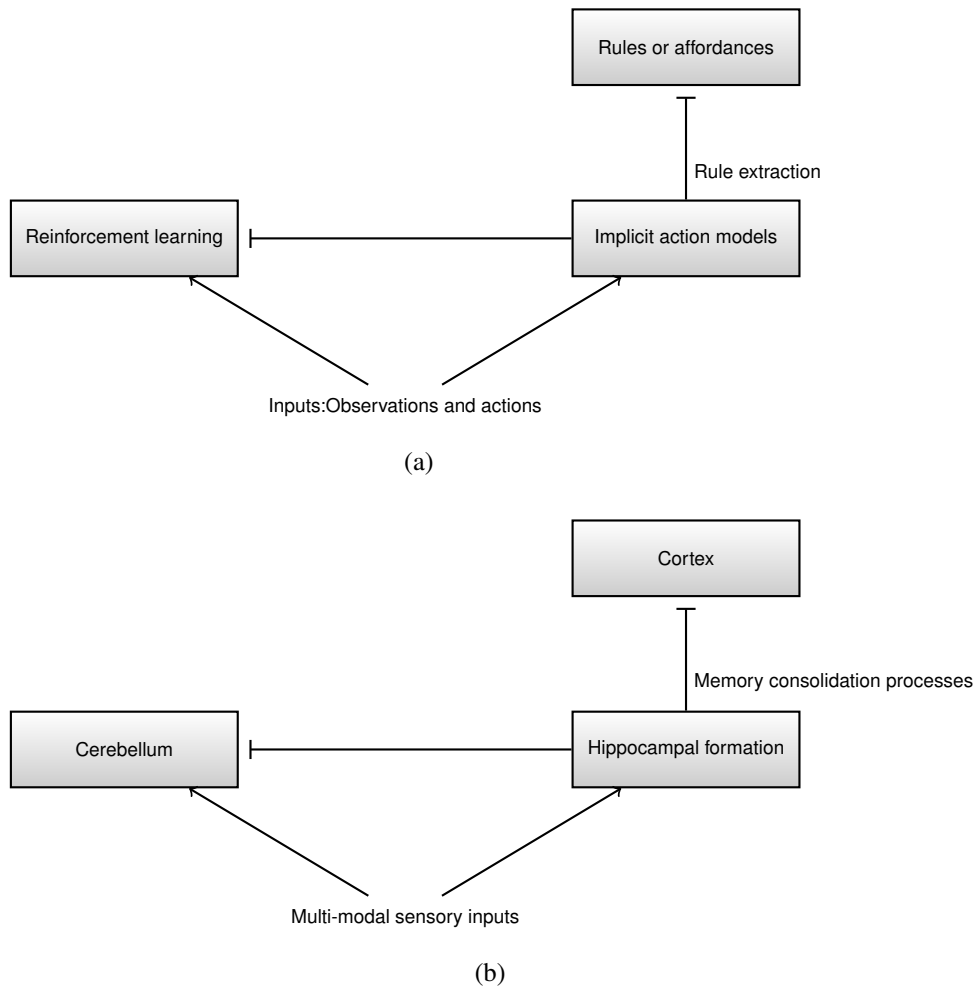 Rules or affordances
Rule extraction
Reinforcement learning
Implicit action models
Inputs:Observations and actions
(a)
Cortex
Memory consolidation processes
Cerebellum
Hippocampal formation
Multi-modal sensory inputs
(b)